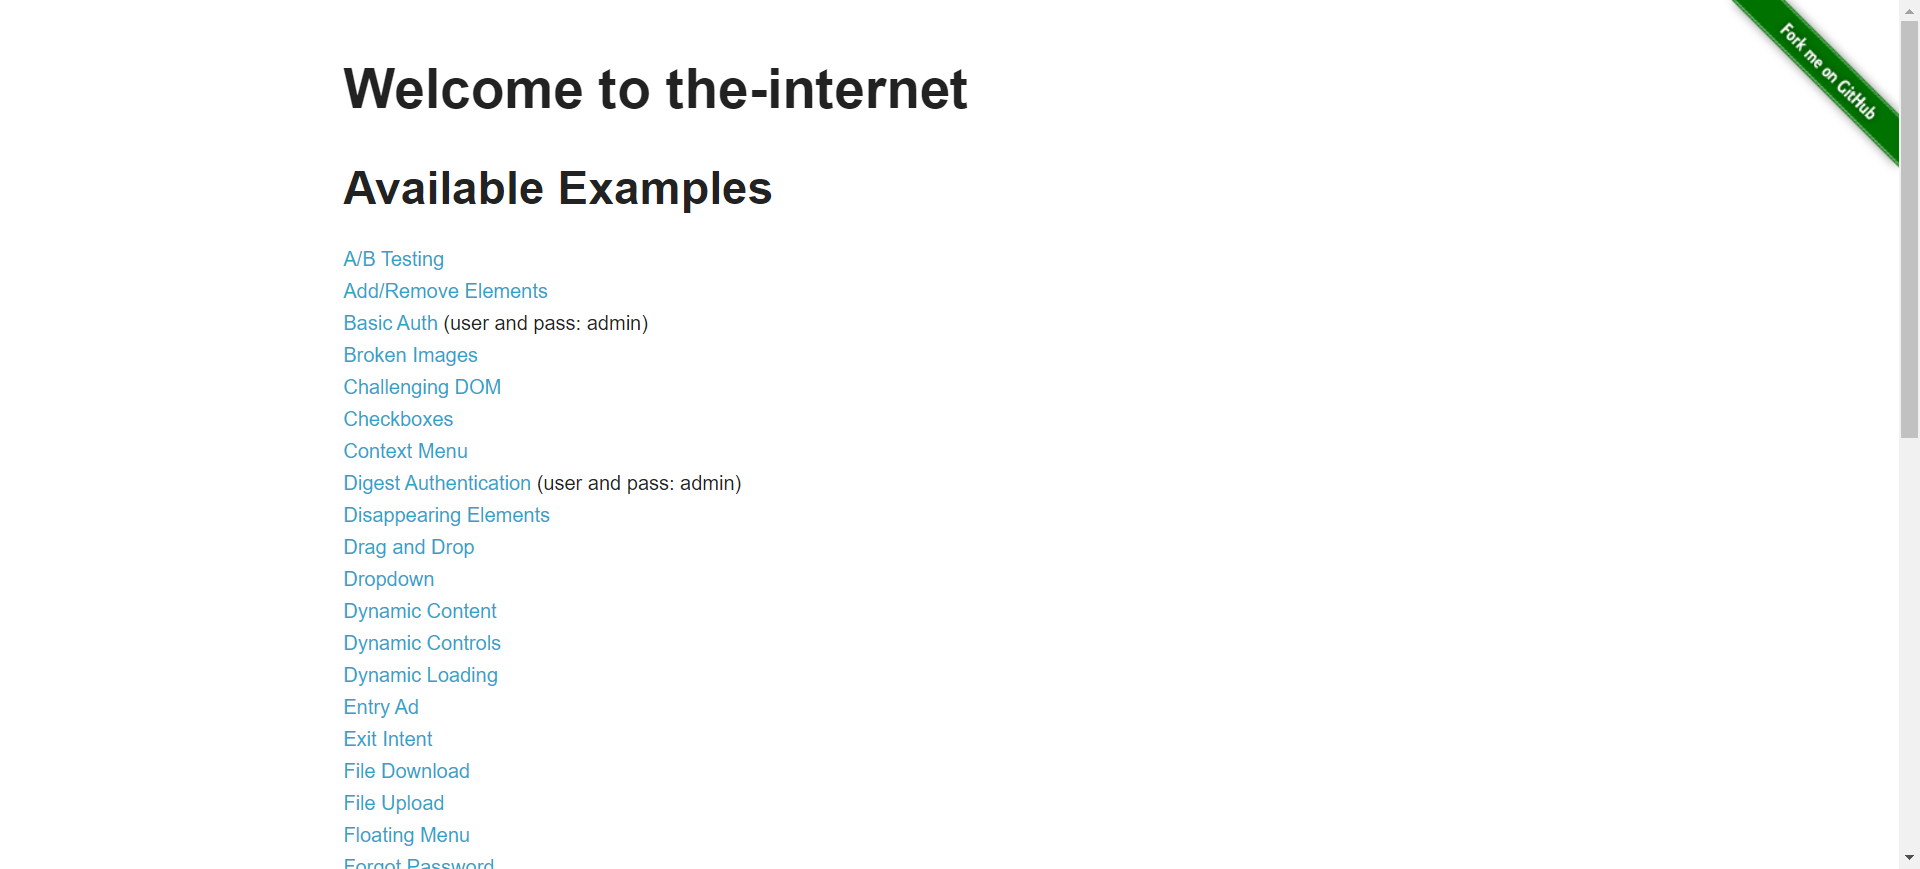 Fork me on GitHub
Welcome to the-internet
Available Examples
A/B Testing
Add/Remove Elements
Basic Auth (user and pass: admin)
Broken Images
Challenging DOM
Checkboxes
Context Menu
Digest Authentication (user and pass: admin)
Disappearing Elements
Drag and Drop
Dropdown
Dynamic Content
Dynamic Controls
Dynamic Loading
Entry Ad
Exit Intent
File Download
File Upload
Floating Menu
Forgot Password